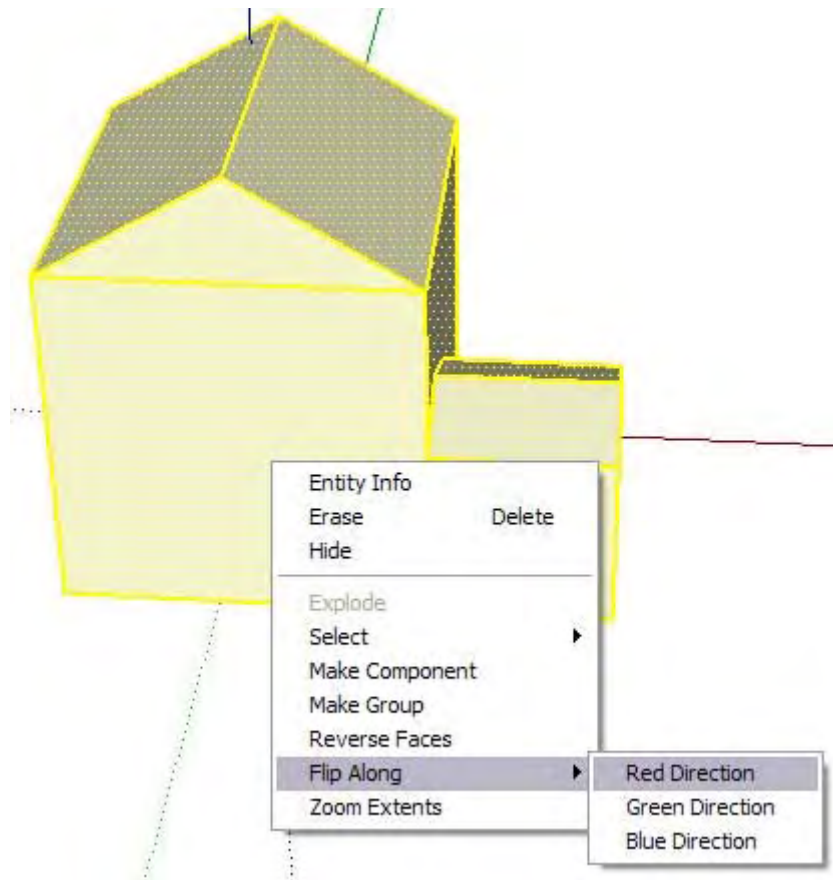 Entity Info
Erase Delete
Hide
Explode
Select
Make Component
Make Group
Reverse Faces
Flip Along
Zoom Extents
Red Direction
Green Direction
Blue Direction